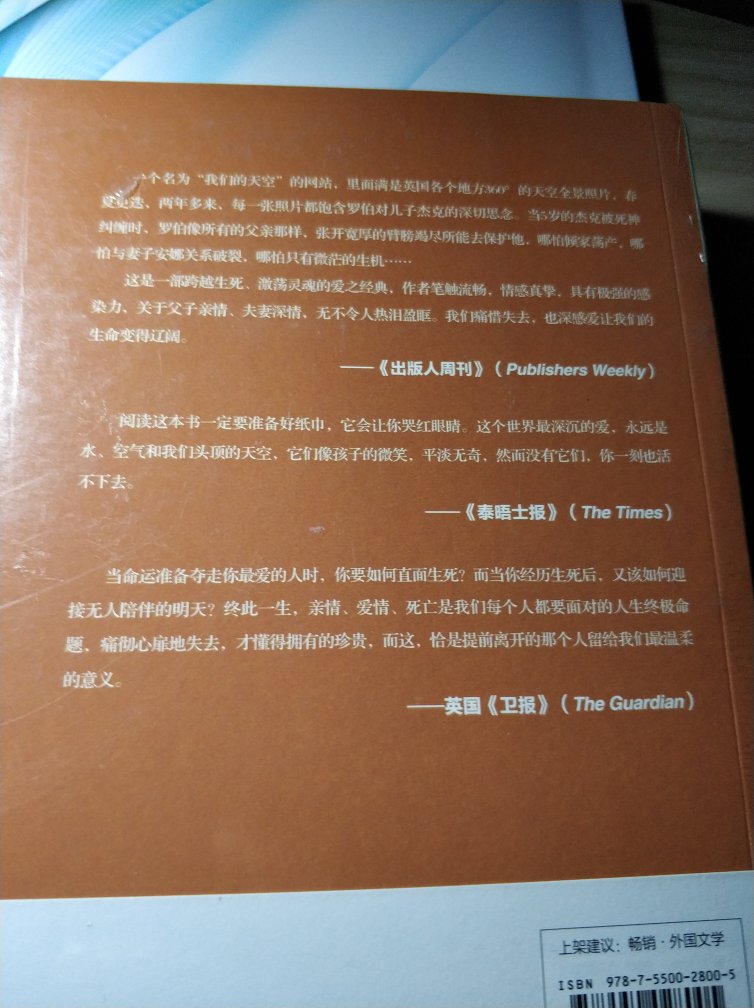 一个名为“我们的天空”的网站，里面满是英国各个地方360°的天空全景照片，春
夏更迭，两年多来，每一张照片都饱含罗伯对儿子杰克的深切思念。当5岁的杰克被死神
纠缠时，罗伯像所有的父亲那样，张开宽厚的臂膀竭尽所能去保护他，哪怕倾家荡产，哪
怕与妻子安娜关系破裂，哪怕只有微茫的生机……
这是一部跨越生死、激荡灵魂的爱之经典，作者笔触流畅，情感真挚，具有极强的感
染力，关于父子亲情、夫妻深情，无不令人热泪盈眶。我们痛惜失去，也深感爱让我们的
生命变得辽阔。
——《出版人周刊》（Publishers Weekly）
阅读这本书一定要准备好纸巾，它会让你哭红眼睛。这个世界最深沉的爱，永远是
水、空气和我们头顶的天空，它们像孩子的微笑，平淡无奇，然而没有它们，你一刻也活
不下去。
——《泰晤士报》（The Times）
当命运准备夺走你最爱的人时，你要如何直面生死？而当你经历生死后，又该如何迎
接无人陪伴的明天？终此一生，亲情、爱情、死亡是我们每个人都要面对的人生终极命
题，痛彻心扉地失去，才懂得拥有的珍贵，而这，恰是提前离开的那个人留给我们最温柔
的意义。
——英国《卫报》（The Guardian）
上架建议：畅销·外国文学
ISBN 978-7-5500-2800-5